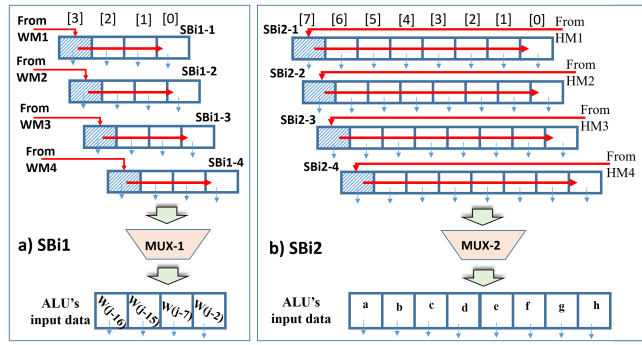 From
WM1
[3] [2] [1] [0]
SBi1-1
From
WM2
SBi1-2
From
WM3
SBi1-3
From
WM4
SBi1-4
a) SBi1
MUX-1
ALU's
input data
W(j-16) W(j-15) W(j-7) W(j-2)
[7] [6] [5] [4] [3] [2] [1] [0]
From
HM1
SBi2-1
From
HM2
SBi2-2
From
HM3
SBi2-3
From
HM4
SBi2-4
b) SBi2
MUX-2
ALU's
input data
a b c d e f g h